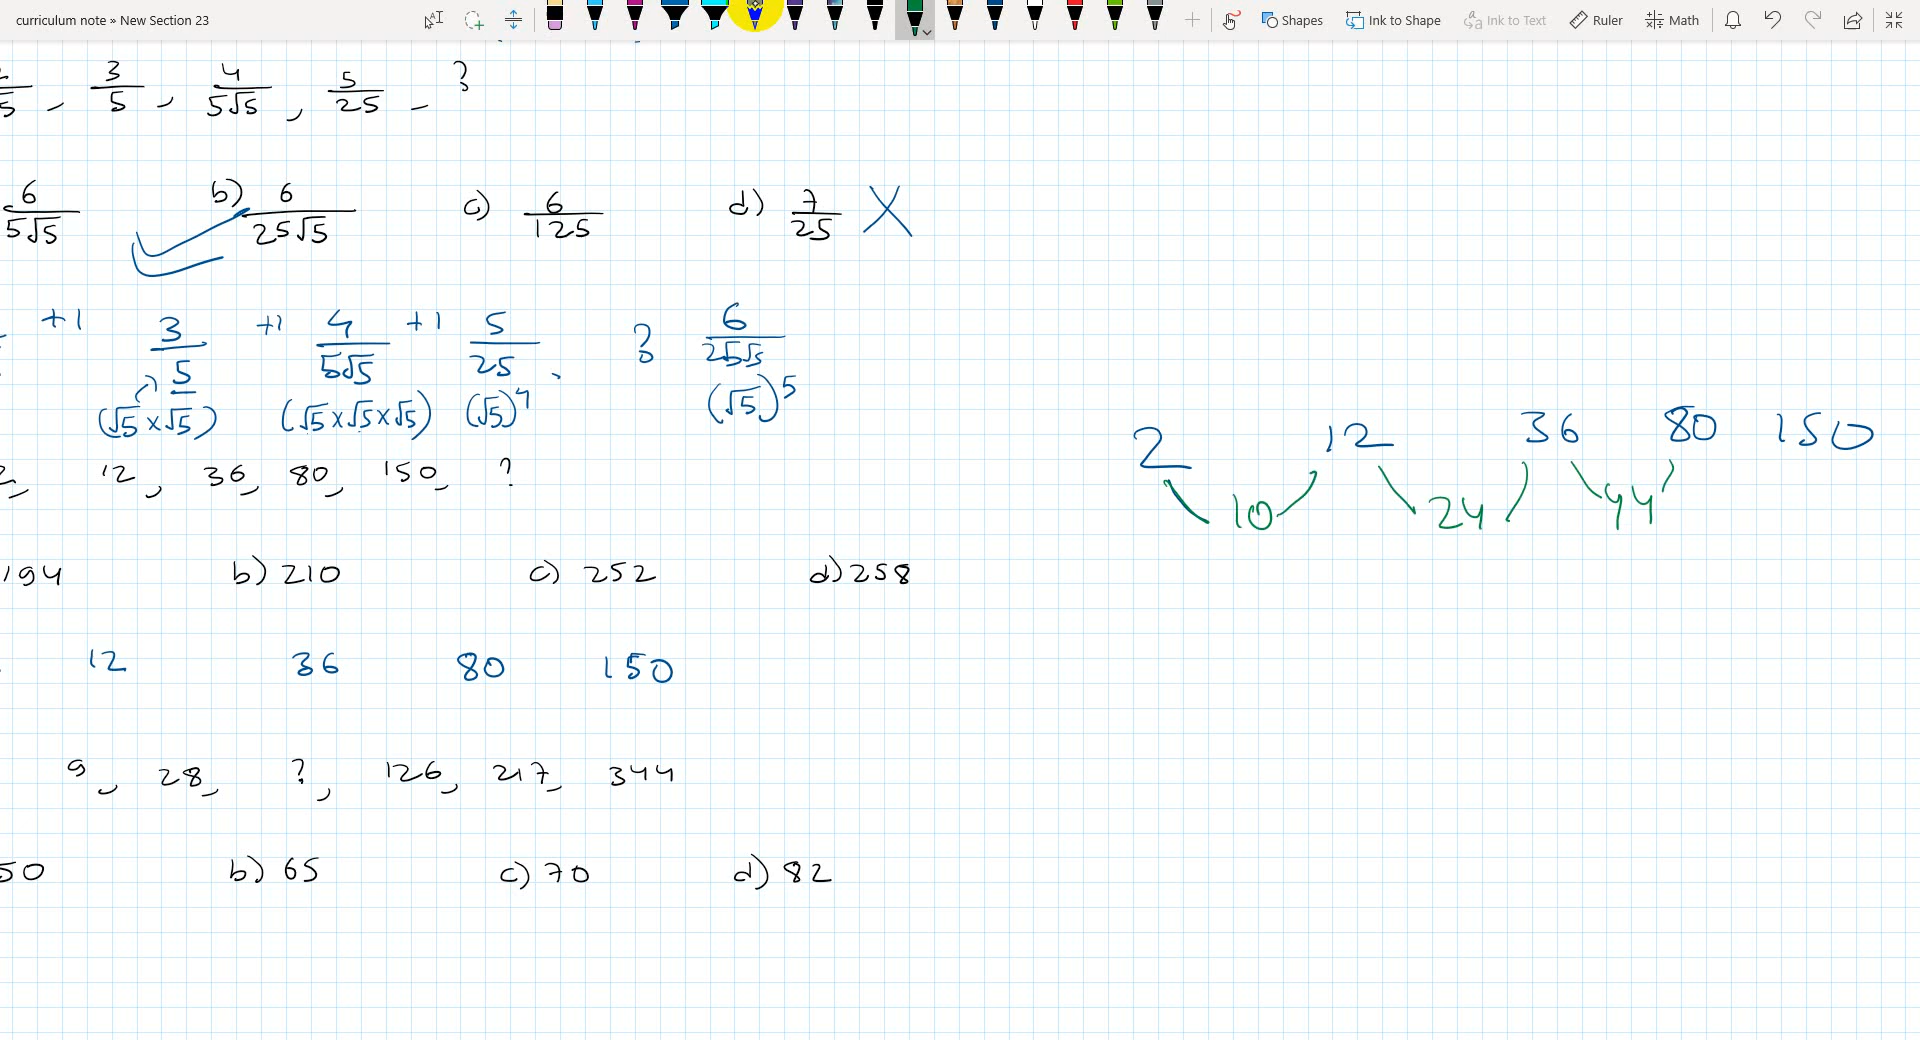 curriculum note » New Section 23
Shapes Ink to Shape Ink to Text Ruler Math
3/5, 4/5√5, 5/25, ?
6/5√5 b) 6/25√5 c) 6/125 d) 7/25 X
+1 3/5 +1 4/5√5 +1 5/25, ? 6/25√5
(√5×√5) (√5×√5×√5) (√5)^4 (√5)^5
2, 12, 36, 80, 150, ?
194 b) 210 c) 252 d) 258
12 36 80 150
9, 28, ?, 126, 217, 344
50 b) 65 c) 70 d) 82
2 12 36 80 150
10 24 44